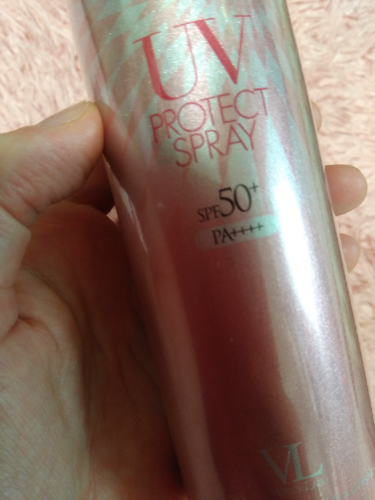 UV
PROTECT
SPRAY
SPF50+
PA++++
VL